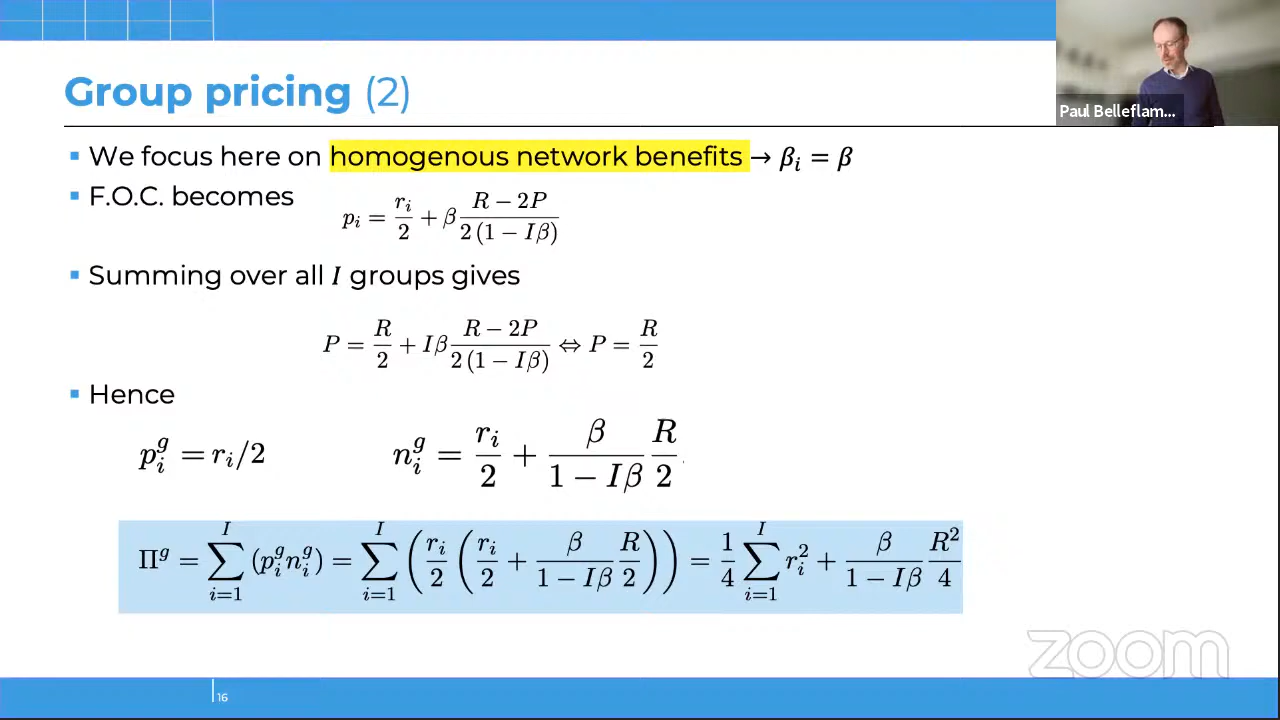 Paul Belleflam...
Group pricing (2)
We focus here on homogenous network benefits → βᵢ = β
F.O.C. becomes
pᵢ = rᵢ/2 + β (R − 2P)/(2 (1 − Iβ))
Summing over all I groups gives
P = R/2 + Iβ (R − 2P)/(2 (1 − Iβ)) ⇔ P = R/2
Hence
pᵢᵍ = rᵢ/2
nᵢᵍ = rᵢ/2 + β/(1 − Iβ) R/2
Πᵍ = ∑ᵢ₌₁ᴵ (pᵢᵍnᵢᵍ) = ∑ᵢ₌₁ᴵ (rᵢ/2 (rᵢ/2 + β/(1 − Iβ) R/2)) = 1/4 ∑ᵢ₌₁ᴵ rᵢ² + β/(1 − Iβ) R²/4
zoom
16